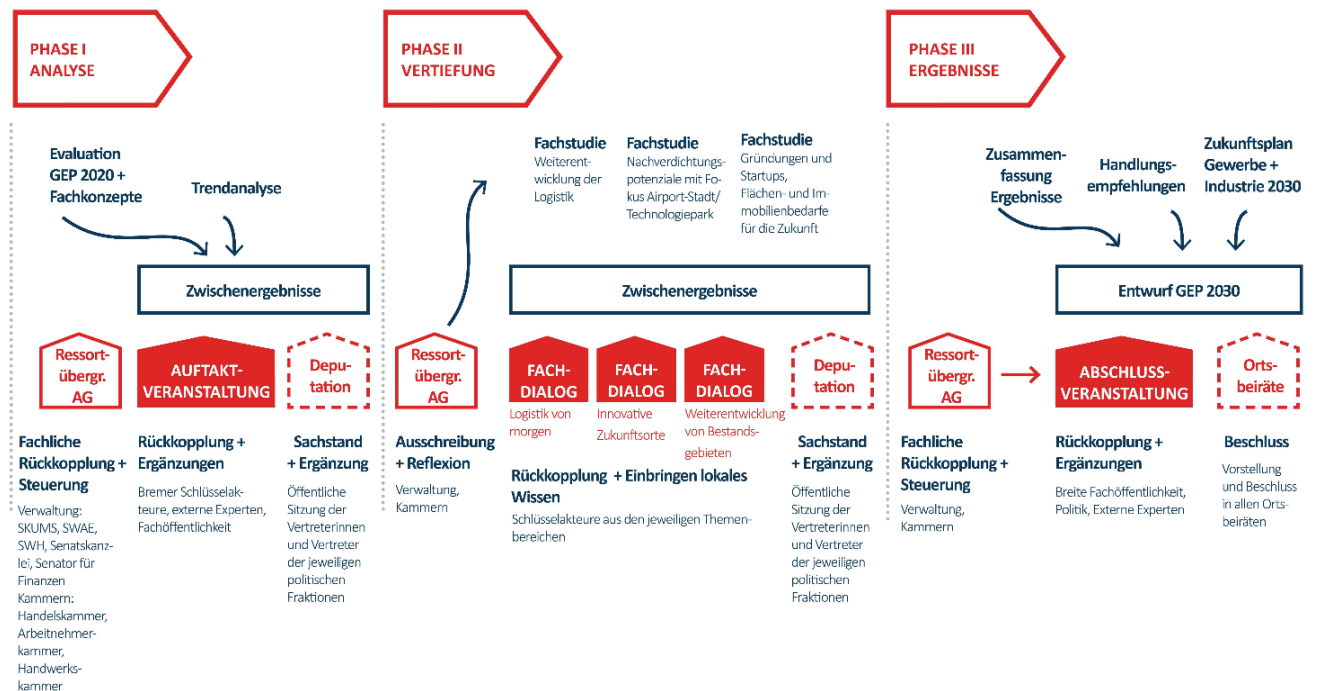 PHASE I
ANALYSE
Evaluation
GEP 2020 +
Fachkonzepte
Trendanalyse
Zwischenergebnisse
Ressort-
übergr.
AG
AUFTAKT-
VERANSTALTUNG
Depu-
tation
Fachliche
Rückkopplung +
Steuerung
Verwaltung:
SKUMS, SWAE,
SWH, Senatskanz-
lei, Senator für
Finanzen
Kammern:
Handelskammer,
Arbeitnehmer-
kammer,
Handwerks-
kammer
Rückkopplung +
Ergänzungen
Bremer Schlüsselak-
teure, externe Experten,
Fachöffentlichkeit
Sachstand
+ Ergänzung
Öffentliche
Sitzung der
Vertreterinnen
und Vertreter
der jeweiligen
politischen
Fraktionen
PHASE II
VERTIEFUNG
Fachstudie
Weiterent-
wicklung der
Logistik
Fachstudie
Nachverdichtungs-
potenziale mit Fo-
kus Airport-Stadt/
Technologiepark
Fachstudie
Gründungen und
Startups,
Flächen- und Im-
mobilienbedarfe
für die Zukunft
Zwischenergebnisse
Ressort-
übergr.
AG
FACH-
DIALOG
Logistik von
morgen
FACH-
DIALOG
Innovative
Zukunftsorte
FACH-
DIALOG
Weiterentwicklung
von Bestands-
gebieten
Depu-
tation
Ausschreibung
+ Reflexion
Verwaltung,
Kammern
Rückkopplung + Einbringen lokales
Wissen
Schlüsselakteure aus den jeweiligen Themen-
bereichen
Sachstand
+ Ergänzung
Öffentliche
Sitzung der
Vertreterinnen
und Vertreter
der jeweiligen
politischen
Fraktionen
PHASE III
ERGEBNISSE
Zusammen-
fassung
Ergebnisse
Handlungs-
empfehlungen
Zukunftsplan
Gewerbe +
Industrie 2030
Entwurf GEP 2030
Ressort-
übergr.
AG
ABSCHLUSS-
VERANSTALTUNG
Orts-
beiräte
Fachliche
Rückkopplung +
Steuerung
Verwaltung,
Kammern
Rückkopplung +
Ergänzungen
Breite Fachöffentlichkeit,
Politik, Externe Experten
Beschluss
Vorstellung
und Beschluss
in allen Orts-
beiräten